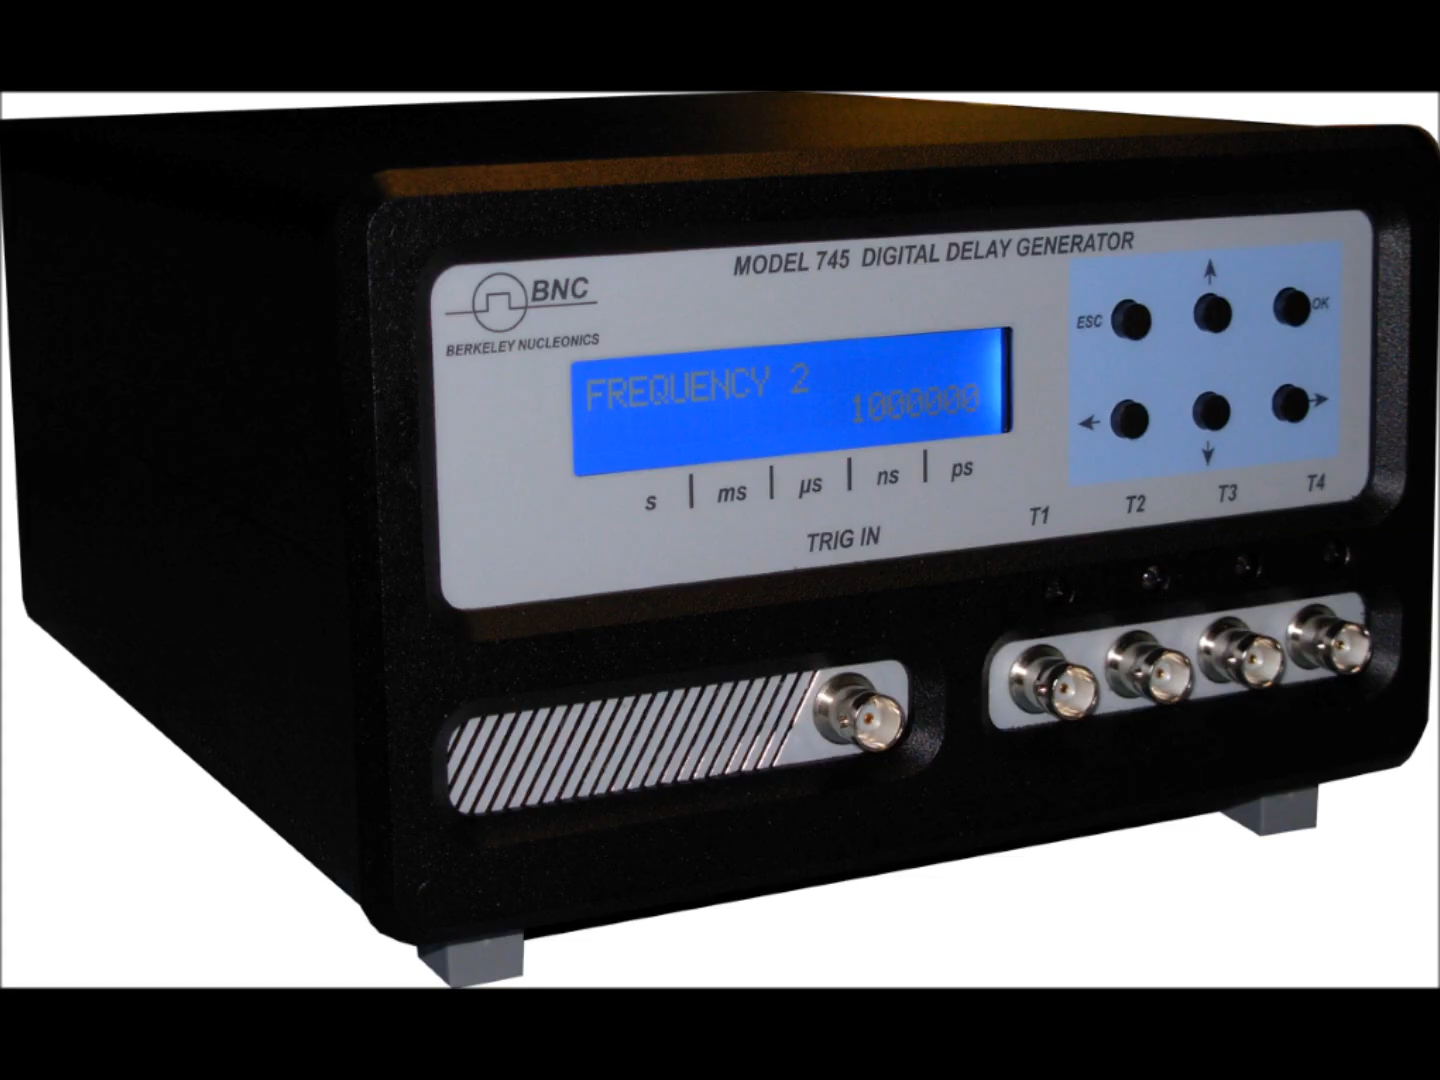 MODEL 745 DIGITAL DELAY GENERATOR
BNC
BERKELEY NUCLEONICS
FREQUENCY 2
1000000
s | ms | µs | ns | ps
ESC
OK
TRIG IN
T1 T2 T3 T4